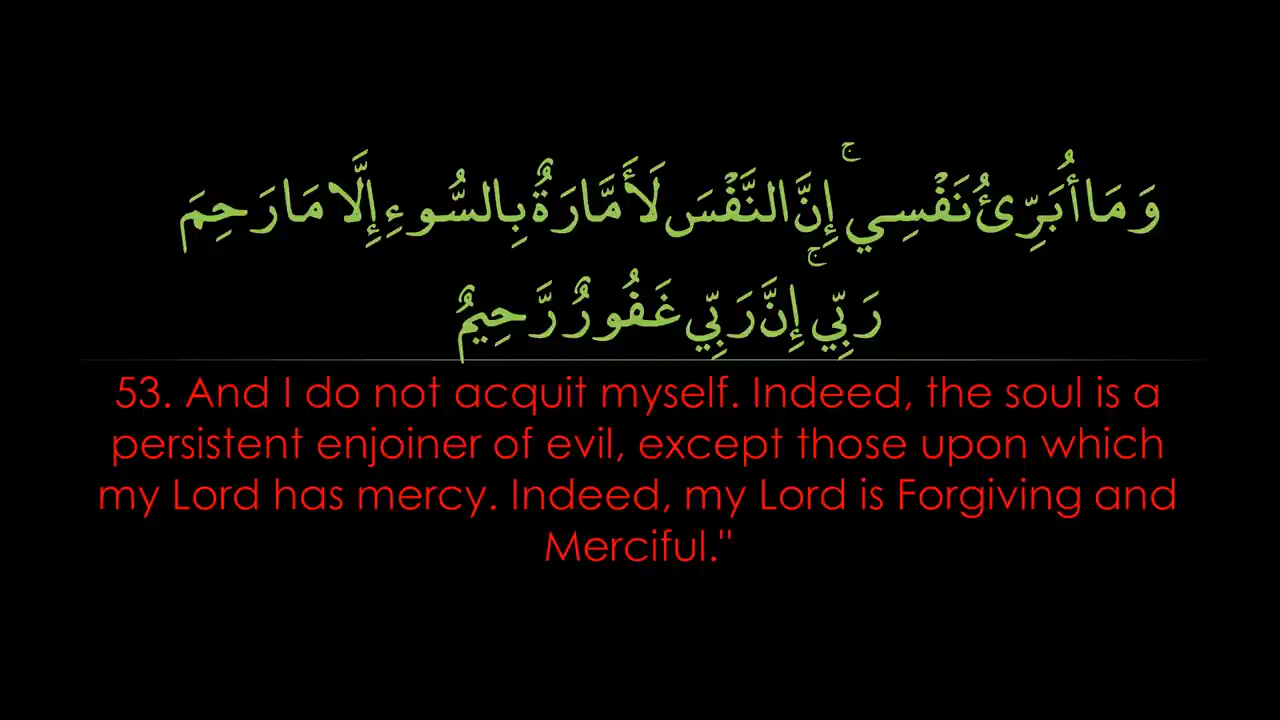 وَمَا أُبَرِّئُ نَفْسِي ۚ إِنَّ النَّفْسَ لَأَمَّارَةٌ بِالسُّوءِ إِلَّا مَا رَحِمَ
رَبِّي ۚ إِنَّ رَبِّي غَفُورٌ رَّحِيمٌ
53. And I do not acquit myself. Indeed, the soul is a
persistent enjoiner of evil, except those upon which
my Lord has mercy. Indeed, my Lord is Forgiving and
Merciful."